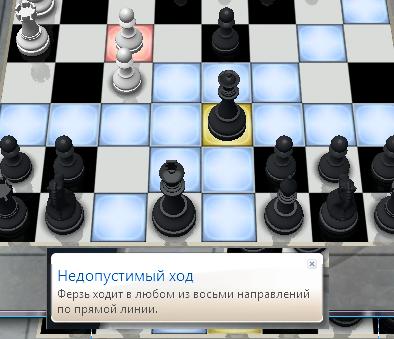 Недопустимый ход
Ферзь ходит в любом из восьми направлений
по прямой линии.